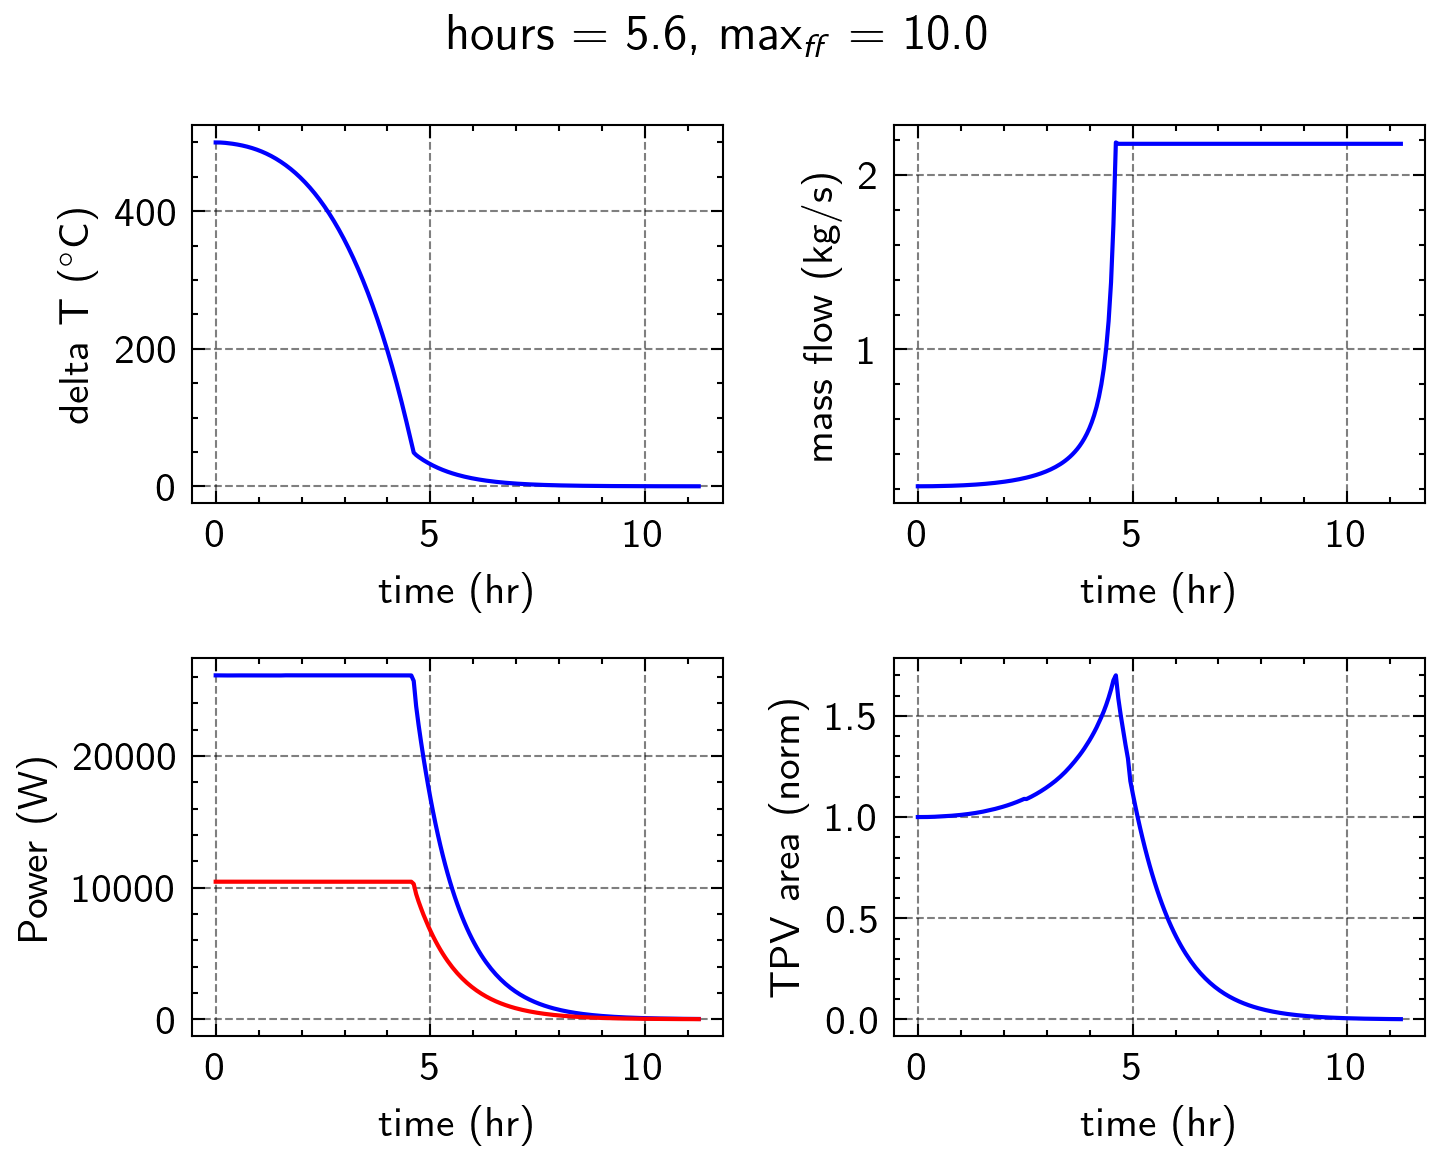 hours = 5.6, max_ff = 10.0
delta T (°C)
400
200
0
0 5 10
time (hr)
mass flow (kg/s)
2
1
0 5 10
time (hr)
Power (W)
20000
10000
0
0 5 10
time (hr)
TPV area (norm)
1.5
1.0
0.5
0.0
0 5 10
time (hr)